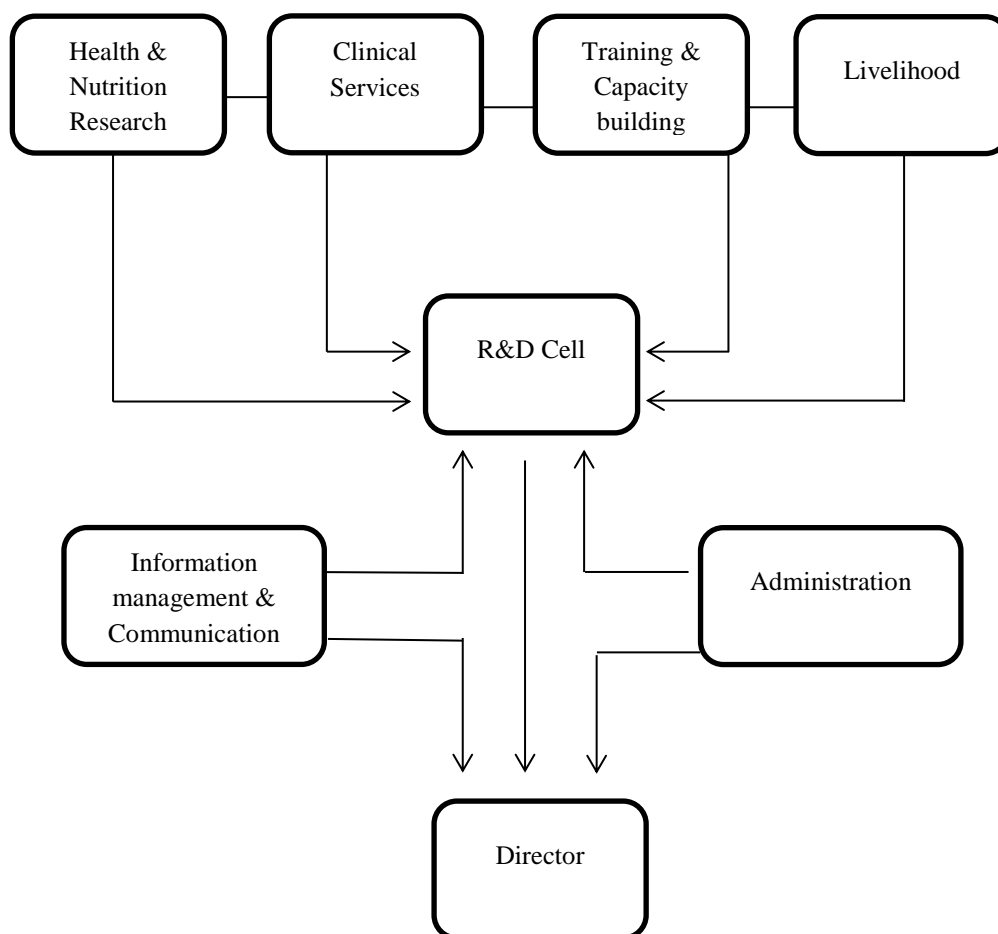 Health &
Nutrition
Research
Clinical
Services
Training &
Capacity
building
Livelihood
R&D Cell
Information
management &
Communication
Administration
Director